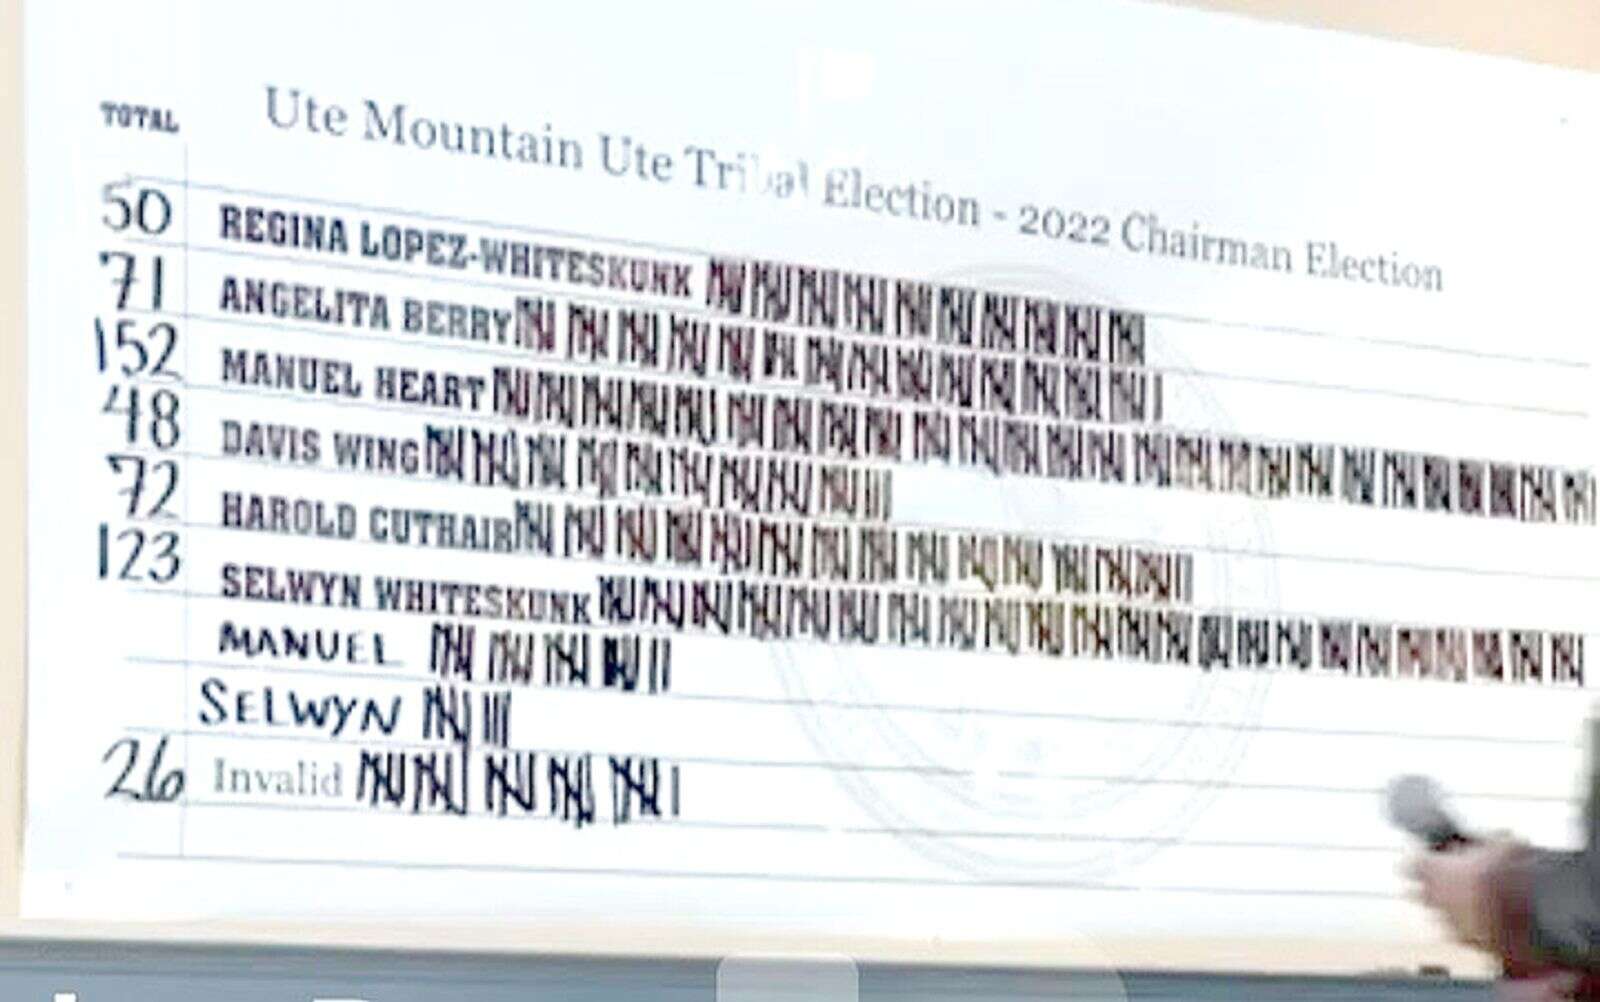 TOTAL Ute Mountain Ute Tribal Election - 2022 Chairman Election
50 REGINA LOPEZ-WHITESKUNK
71 ANGELITA BERRY
152 MANUEL HEART
48 DAVIS WING
72 HAROLD CUTHAIR
123 SELWYN WHITESKUNK
MANUEL
SELWYN
26 Invalid